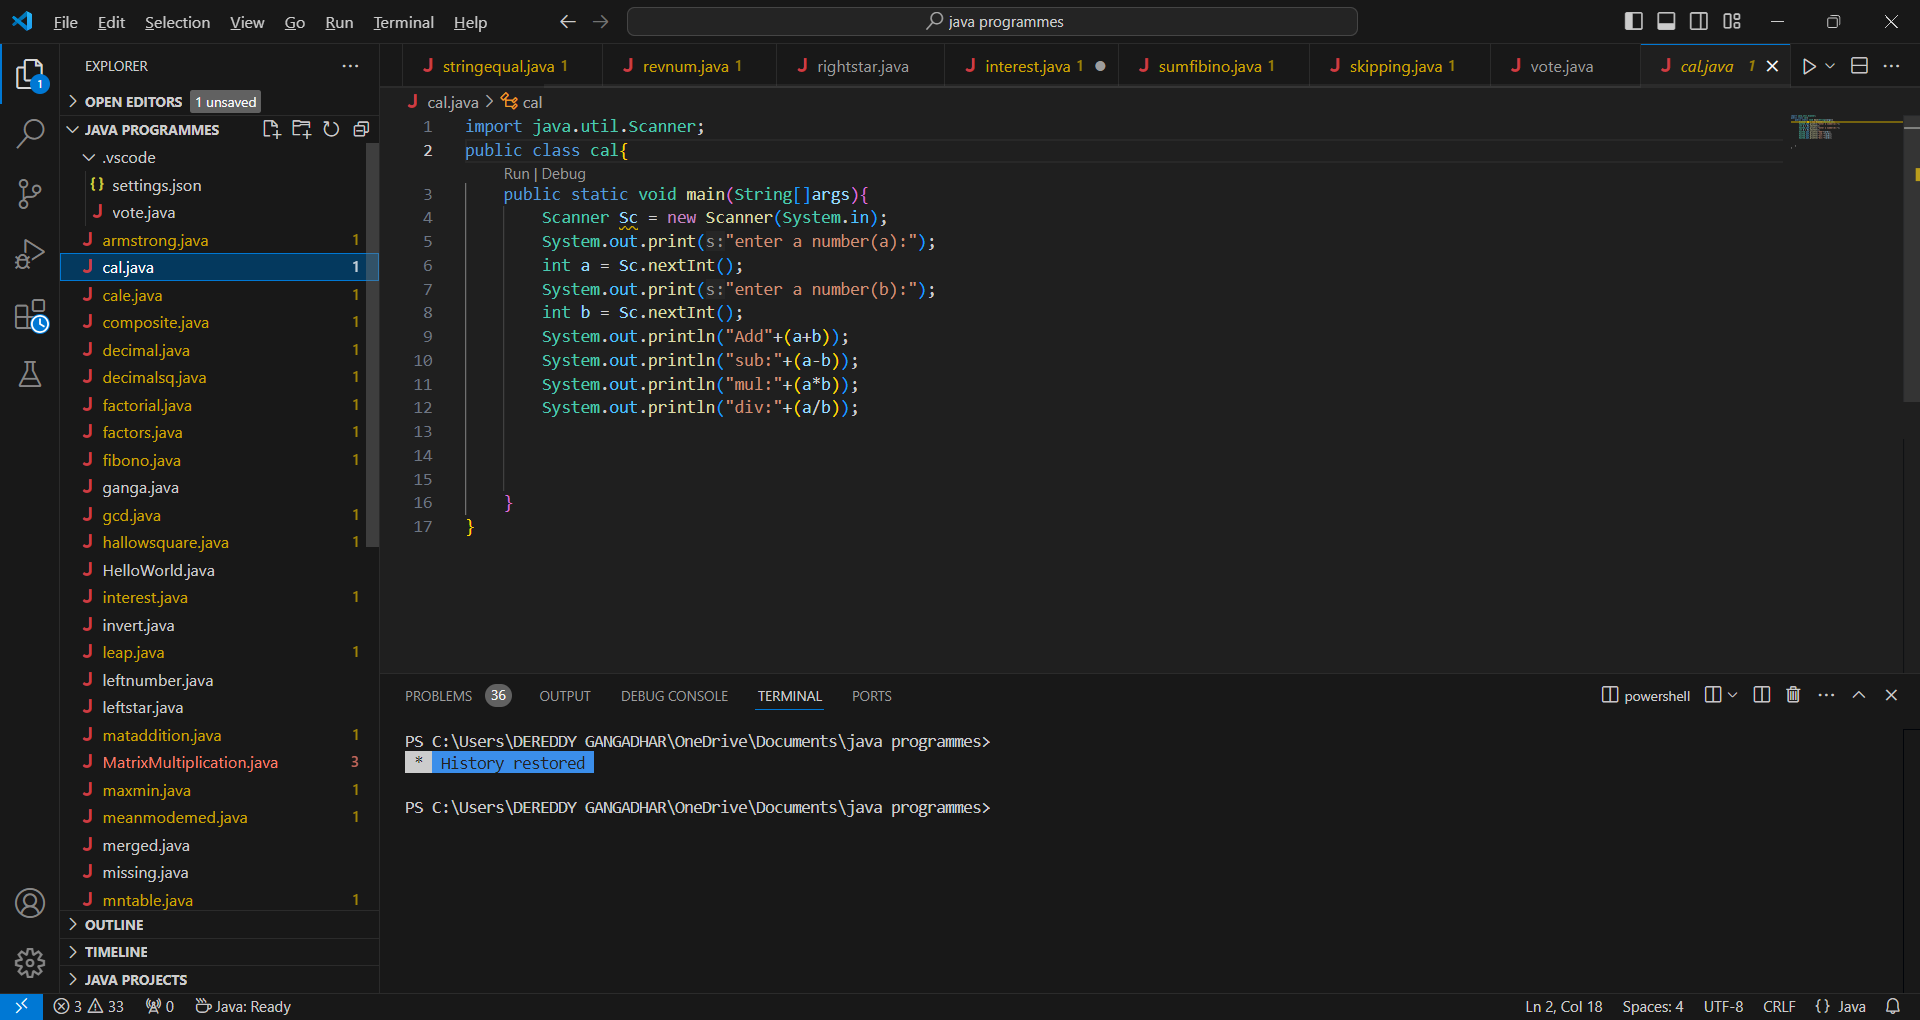 File Edit Selection View Go Run Terminal Help
java programmes
EXPLORER
OPEN EDITORS 1 unsaved
JAVA PROGRAMMES
.vscode
{} settings.json
J vote.java
J armstrong.java 1
J cal.java 1
J cale.java 1
J composite.java 1
J decimal.java 1
J decimalsq.java 1
J factorial.java 1
J factors.java 1
J fibono.java 1
J ganga.java
J gcd.java 1
J hallowsquare.java 1
J HelloWorld.java
J interest.java 1
J invert.java
J leap.java 1
J leftnumber.java
J leftstar.java
J mataddition.java 1
J MatrixMultiplication.java 3
J maxmin.java 1
J meanmodemed.java 1
J merged.java
J missing.java
J mntable.java 1
OUTLINE
TIMELINE
JAVA PROJECTS
J stringequal.java 1 J revnum.java 1 J rightstar.java J interest.java 1 J sumfibino.java 1 J skipping.java 1 J vote.java J cal.java 1
J cal.java > cal
1 import java.util.Scanner;
2 public class cal{
Run | Debug
3 public static void main(String[]args){
4 Scanner Sc = new Scanner(System.in);
5 System.out.print(s:"enter a number(a):");
6 int a = Sc.nextInt();
7 System.out.print(s:"enter a number(b):");
8 int b = Sc.nextInt();
9 System.out.println("Add"+(a+b));
10 System.out.println("sub:"+(a-b));
11 System.out.println("mul:"+(a*b));
12 System.out.println("div:"+(a/b));
13
14
15
16 }
17 }
PROBLEMS 36 OUTPUT DEBUG CONSOLE TERMINAL PORTS
powershell
PS C:\Users\DEREDDY GANGADHAR\OneDrive\Documents\java programmes>
* History restored
PS C:\Users\DEREDDY GANGADHAR\OneDrive\Documents\java programmes>
1
3 33 0 Java: Ready
Ln 2, Col 18 Spaces: 4 UTF-8 CRLF {} Java